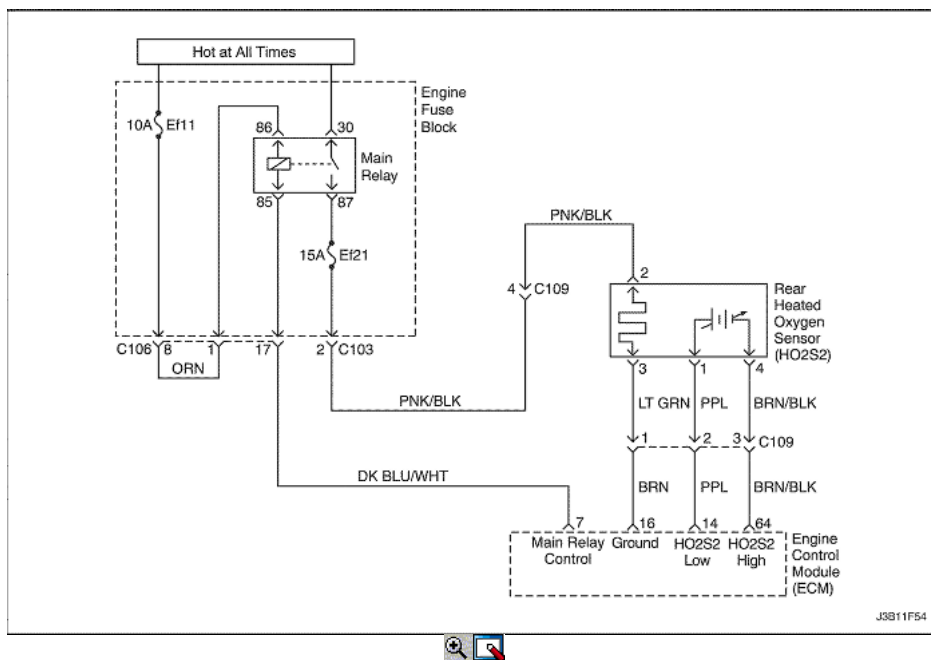 Hot at All Times
Engine
Fuse
Block
10A Ef11
86 30
Main
Relay
85 87
15A Ef21
PNK/BLK
4 C109
2
Rear
Heated
Oxygen
Sensor
(HO2S2)
C106 8 1 17 2 C103
ORN
3 1 4
PNK/BLK
LT GRN PPL BRN/BLK
1 2 3 C109
DK BLU/WHT
BRN PPL BRN/BLK
7 16 14 64
Main Relay
Control
Ground
HO2S2
Low
HO2S2
High
Engine
Control
Module
(ECM)
J3B11F54